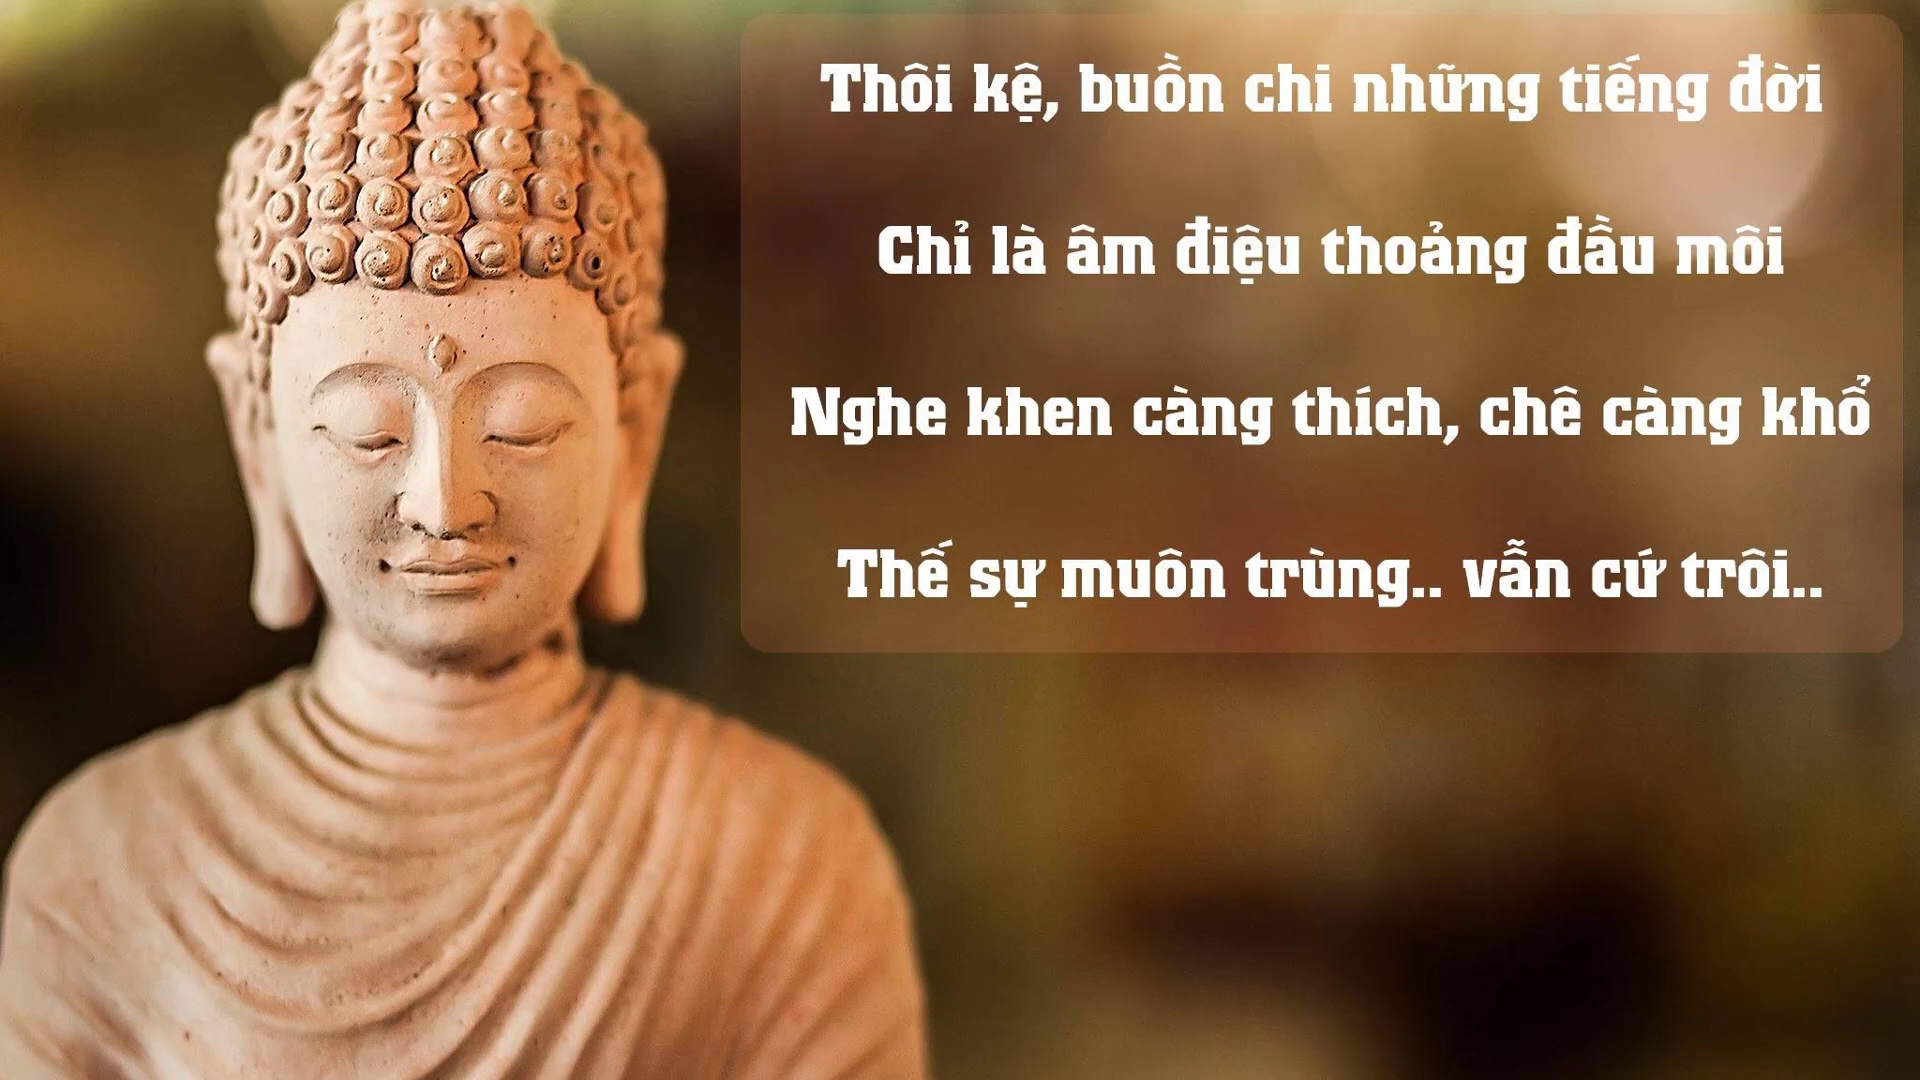 Thôi kệ, buồn chi những tiếng đời
Chỉ là âm điệu thoảng đầu môi
Nghe khen càng thích, chê càng khổ
Thế sự muôn trùng.. vẫn cứ trôi..